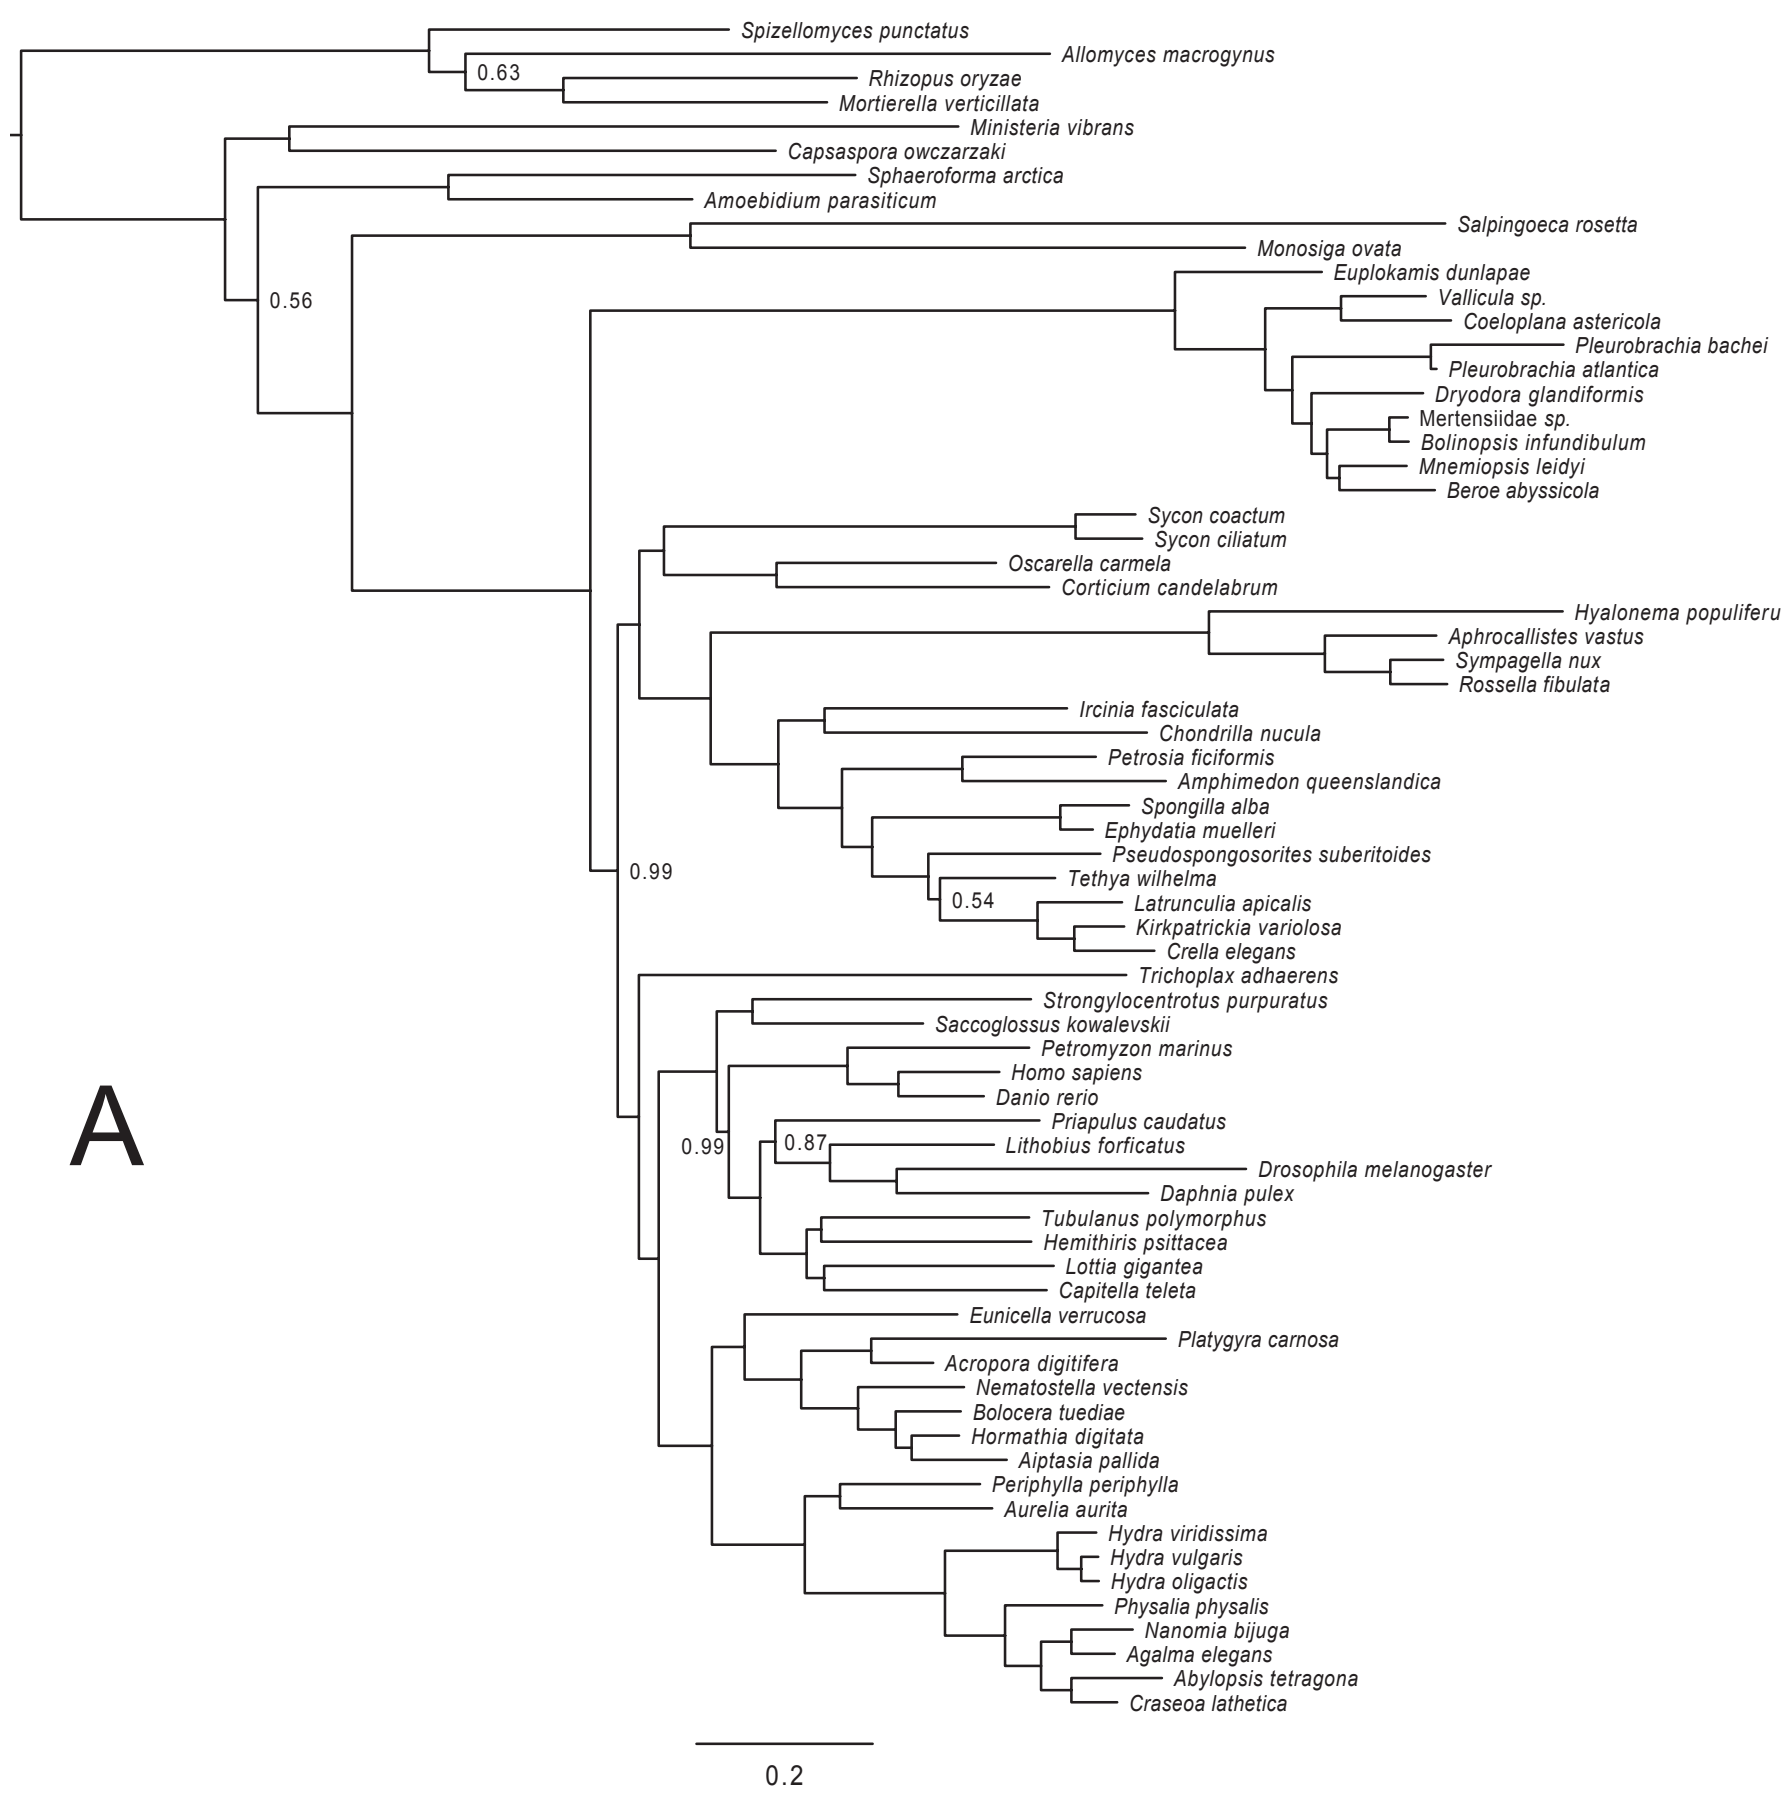 Spizellomyces punctatus
Allomyces macrogynus
0.63
Rhizopus oryzae
Mortierella verticillata
Ministeria vibrans
Capsaspora owczarzaki
Sphaeroforma arctica
Amoebidium parasiticum
Salpingoeca rosetta
Monosiga ovata
Euplokamis dunlapae
Vallicula sp.
0.56
Coeloplana astericola
Pleurobrachia bachei
Pleurobrachia atlantica
Dryodora glandiformis
Mertensiidae sp.
Bolinopsis infundibulum
Mnemiopsis leidyi
Beroe abyssicola
Sycon coactum
Sycon ciliatum
Oscarella carmela
Corticium candelabrum
Hyalonema populiferu
Aphrocallistes vastus
Sympagella nux
Rossella fibulata
Ircinia fasciculata
Chondrilla nucula
Petrosia ficiformis
Amphimedon queenslandica
Spongilla alba
Ephydatia muelleri
Pseudospongosorites suberitoides
0.99
Tethya wilhelma
0.54
Latrunculia apicalis
Kirkpatrickia variolosa
Crella elegans
Trichoplax adhaerens
Strongylocentrotus purpuratus
Saccoglossus kowalevskii
Petromyzon marinus
Homo sapiens
Danio rerio
A
Priapulus caudatus
0.99
0.87
Lithobius forficatus
Drosophila melanogaster
Daphnia pulex
Tubulanus polymorphus
Hemithiris psittacea
Lottia gigantea
Capitella teleta
Eunicella verrucosa
Platygyra carnosa
Acropora digitifera
Nematostella vectensis
Bolocera tuediae
Hormathia digitata
Aiptasia pallida
Periphylla periphylla
Aurelia aurita
Hydra viridissima
Hydra vulgaris
Hydra oligactis
Physalia physalis
Nanomia bijuga
Agalma elegans
Abylopsis tetragona
Craseoa lathetica
0.2